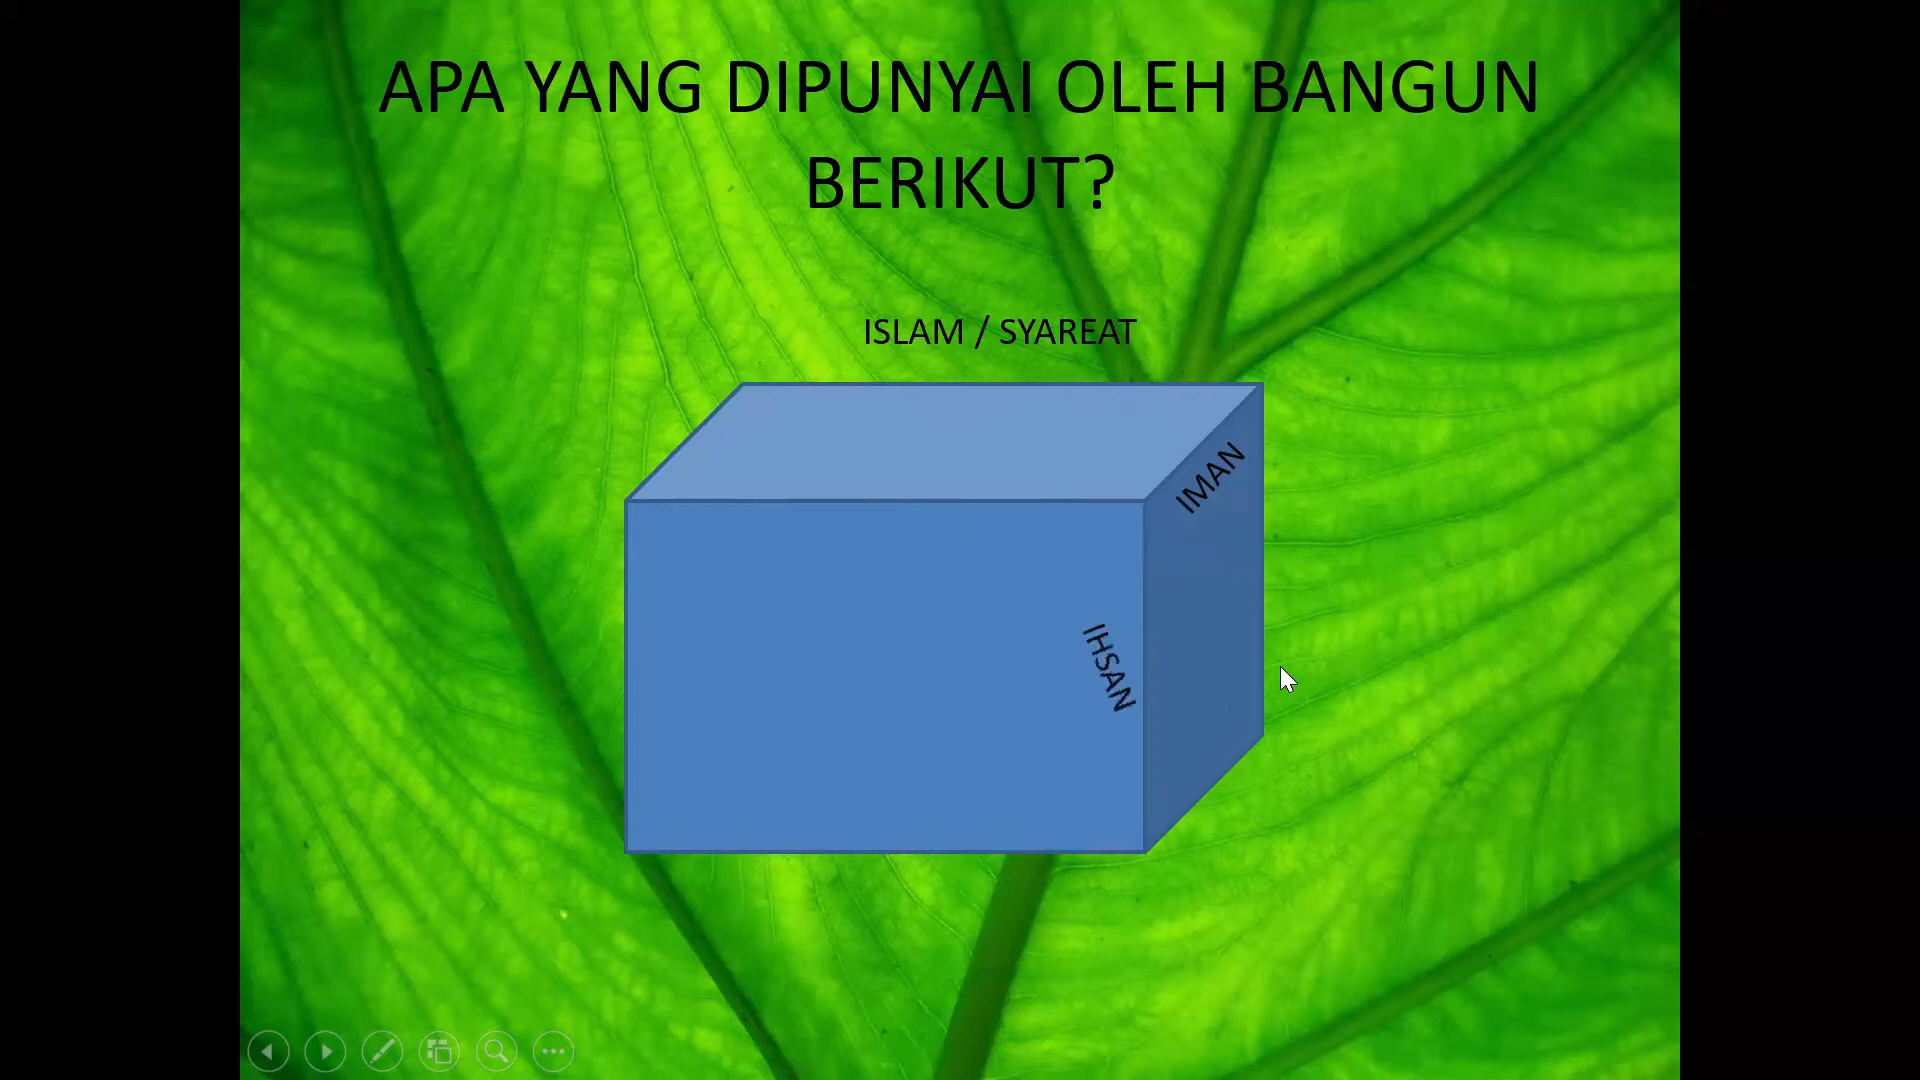 APA YANG DIPUNYAI OLEH BANGUN
BERIKUT?
ISLAM / SYAREAT
IMAN
IHSAN